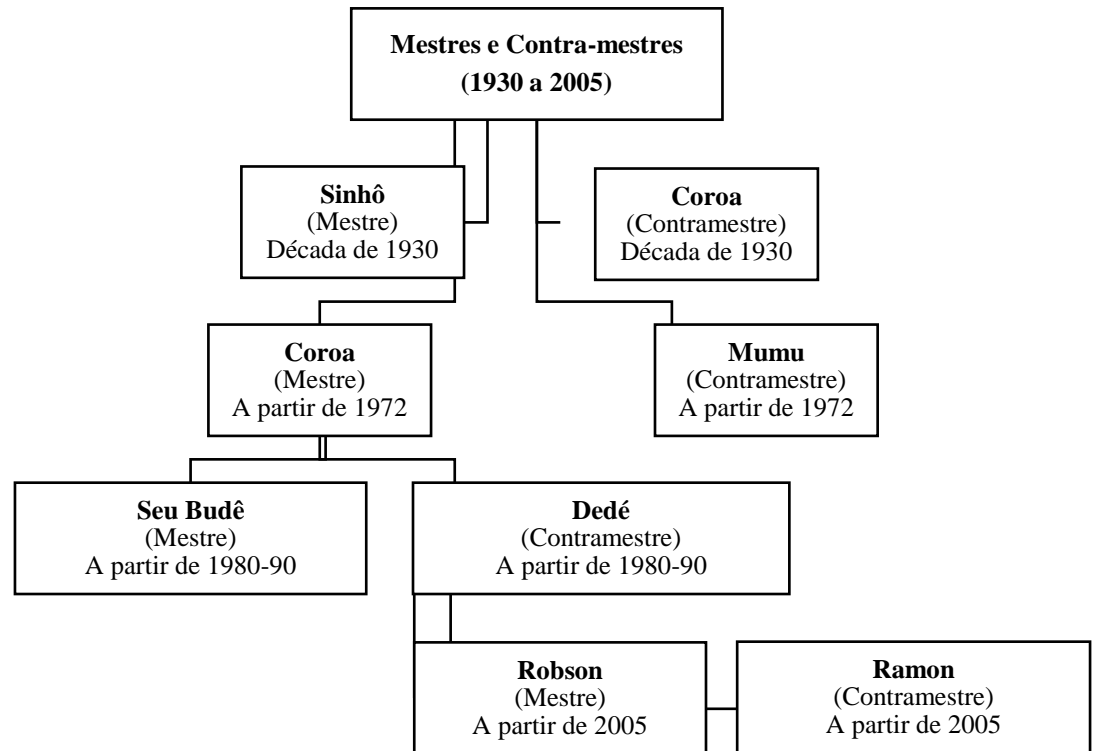 Mestres e Contra-mestres
(1930 a 2005)
Sinhô
(Mestre)
Década de 1930
Coroa
(Contramestre)
Década de 1930
Coroa
(Mestre)
A partir de 1972
Mumu
(Contramestre)
A partir de 1972
Seu Budê
(Mestre)
A partir de 1980-90
Dedé
(Contramestre)
A partir de 1980-90
Robson
(Mestre)
A partir de 2005
Ramon
(Contramestre)
A partir de 2005